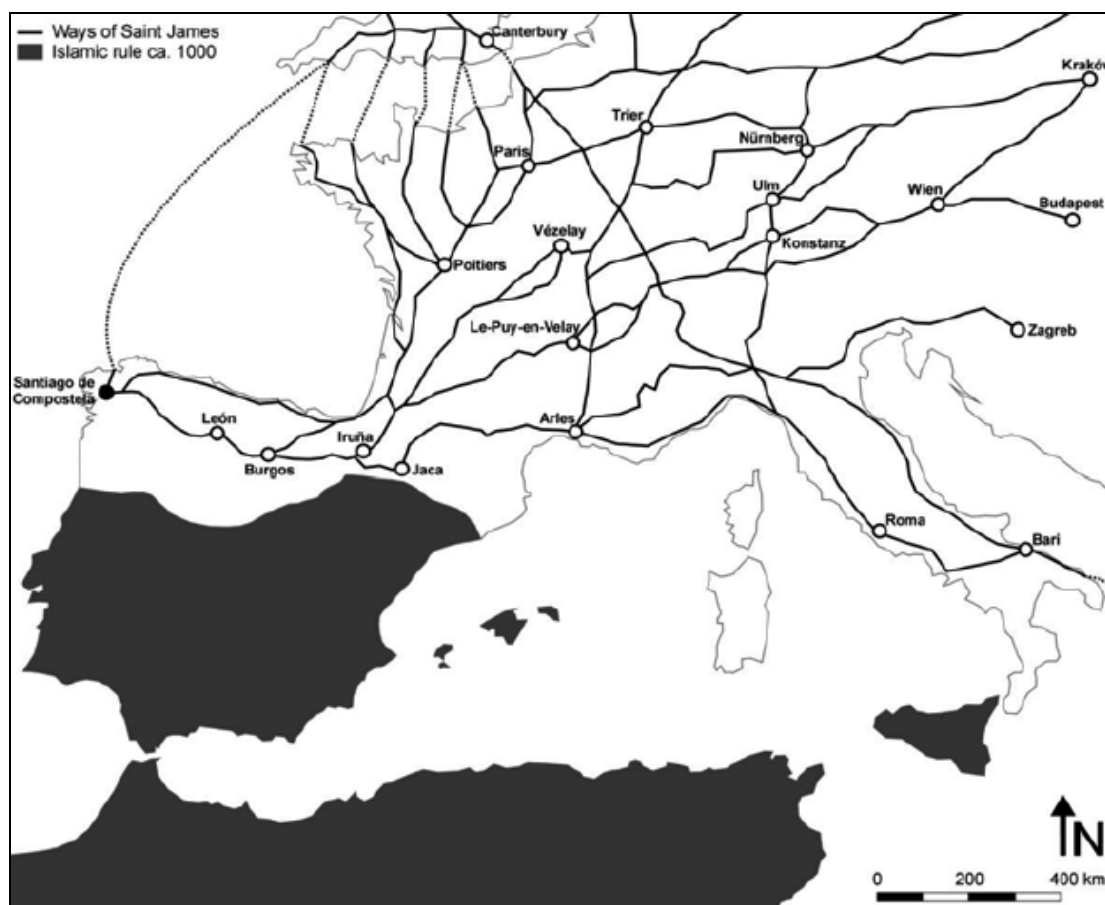 Ways of Saint James
Islamic rule ca. 1000
Canterbury
Kraków
Trier
Nürnberg
Paris
Ulm
Wien
Budapest
Vézelay
Konstanz
Poitiers
Le-Puy-en-Velay
Zagreb
Santiago de
Compostela
León
Iruña
Arles
Burgos
Jaca
Roma
Bari
N
0 200 400 km